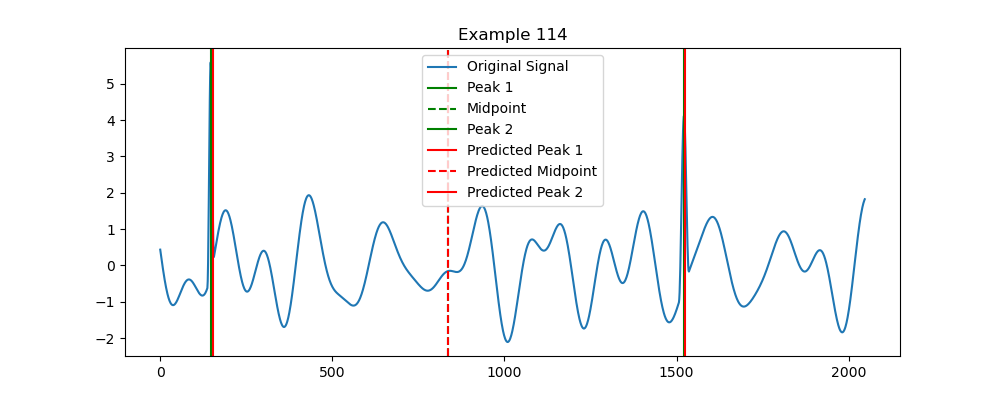 Example 114
Original Signal
Peak 1
Midpoint
Peak 2
Predicted Peak 1
Predicted Midpoint
Predicted Peak 2
5
4
3
2
1
0
−1
−2
0 500 1000 1500 2000